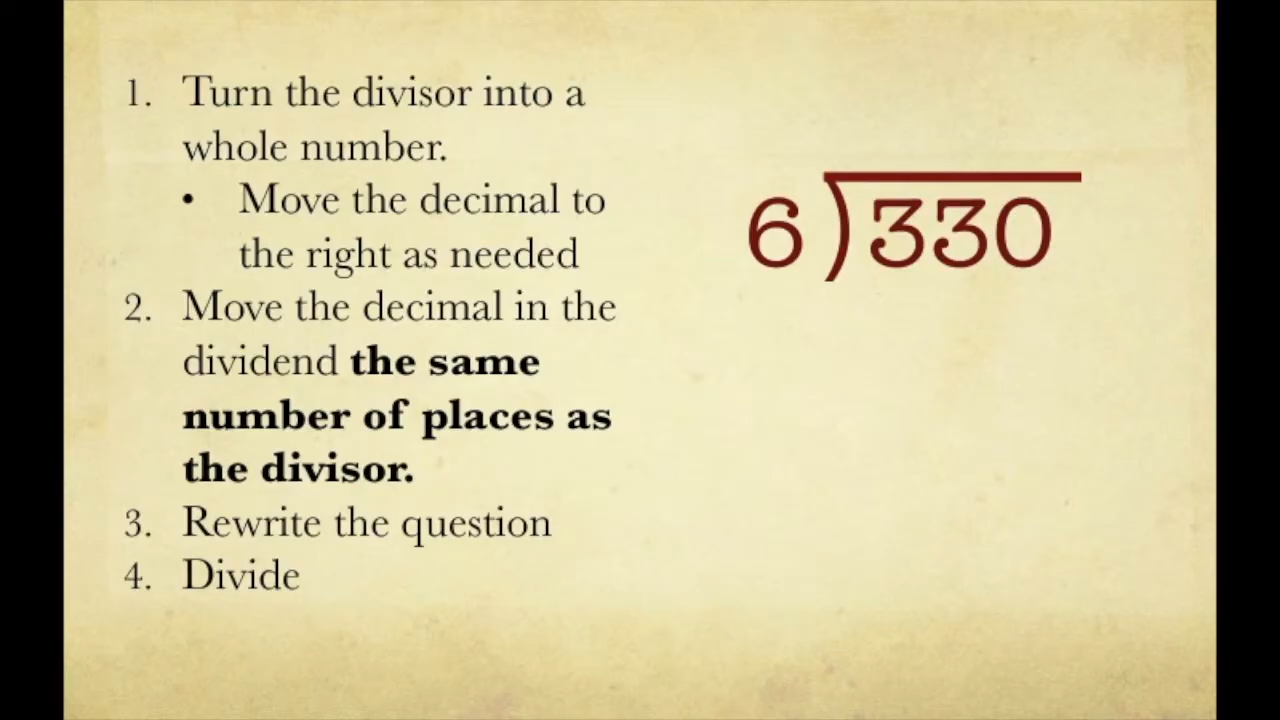 1. Turn the divisor into a
whole number.
• Move the decimal to
the right as needed
2. Move the decimal in the
dividend the same
number of places as
the divisor.
3. Rewrite the question
4. Divide
6)330